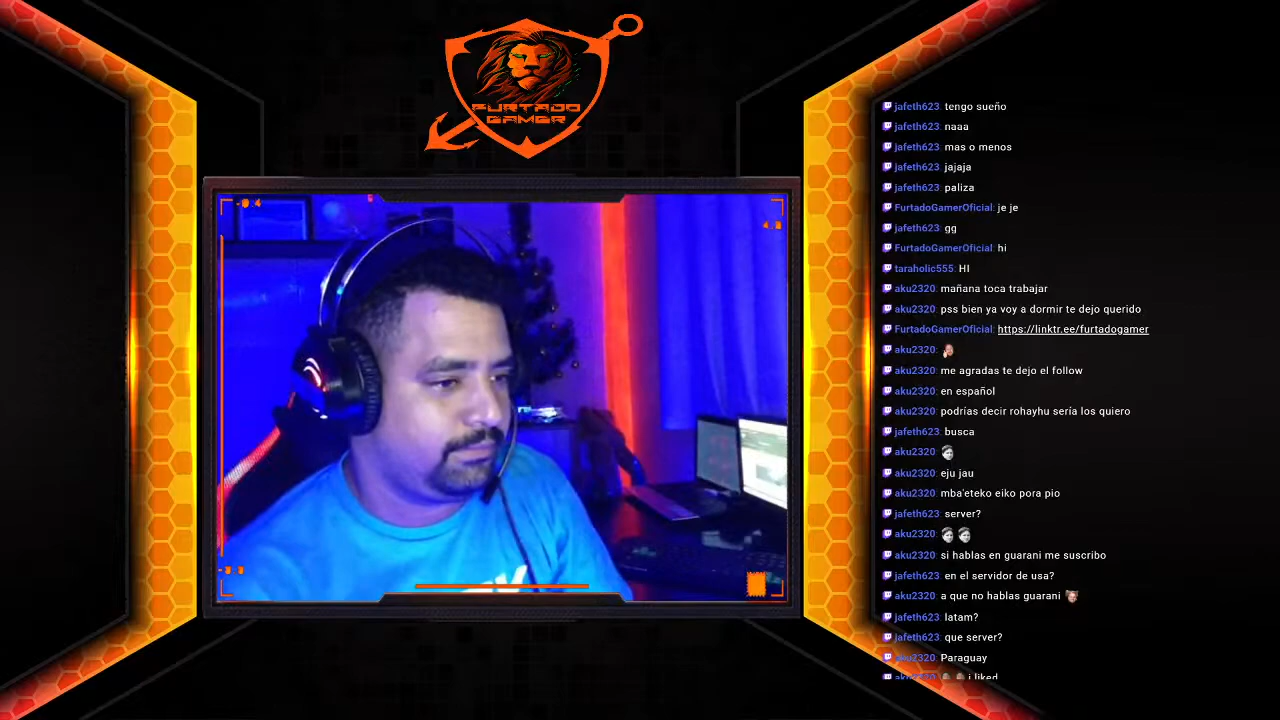 FURTADO
GAMER
jafeth623: tengo sueño
jafeth623: naaa
jafeth623: mas o menos
jafeth623: jajaja
jafeth623: paliza
FurtadoGamerOficial: je je
jafeth623: gg
FurtadoGamerOficial: hi
taraholic555: HI
aku2320: mañana toca trabajar
aku2320: pss bien ya voy a dormir te dejo querido
FurtadoGamerOficial: https://linktr.ee/furtadogamer
aku2320:
aku2320: me agradas te dejo el follow
aku2320: en español
aku2320: podrías decir rohayhu sería los quiero
jafeth623: busca
aku2320:
aku2320: eju jau
aku2320: mba'eteko eiko pora pio
jafeth623: server?
aku2320:
aku2320: si hablas en guarani me suscribo
jafeth623: en el servidor de usa?
aku2320: a que no hablas guarani
jafeth623: latam?
jafeth623: que server?
aku2320: Paraguay
aku2320: i liked